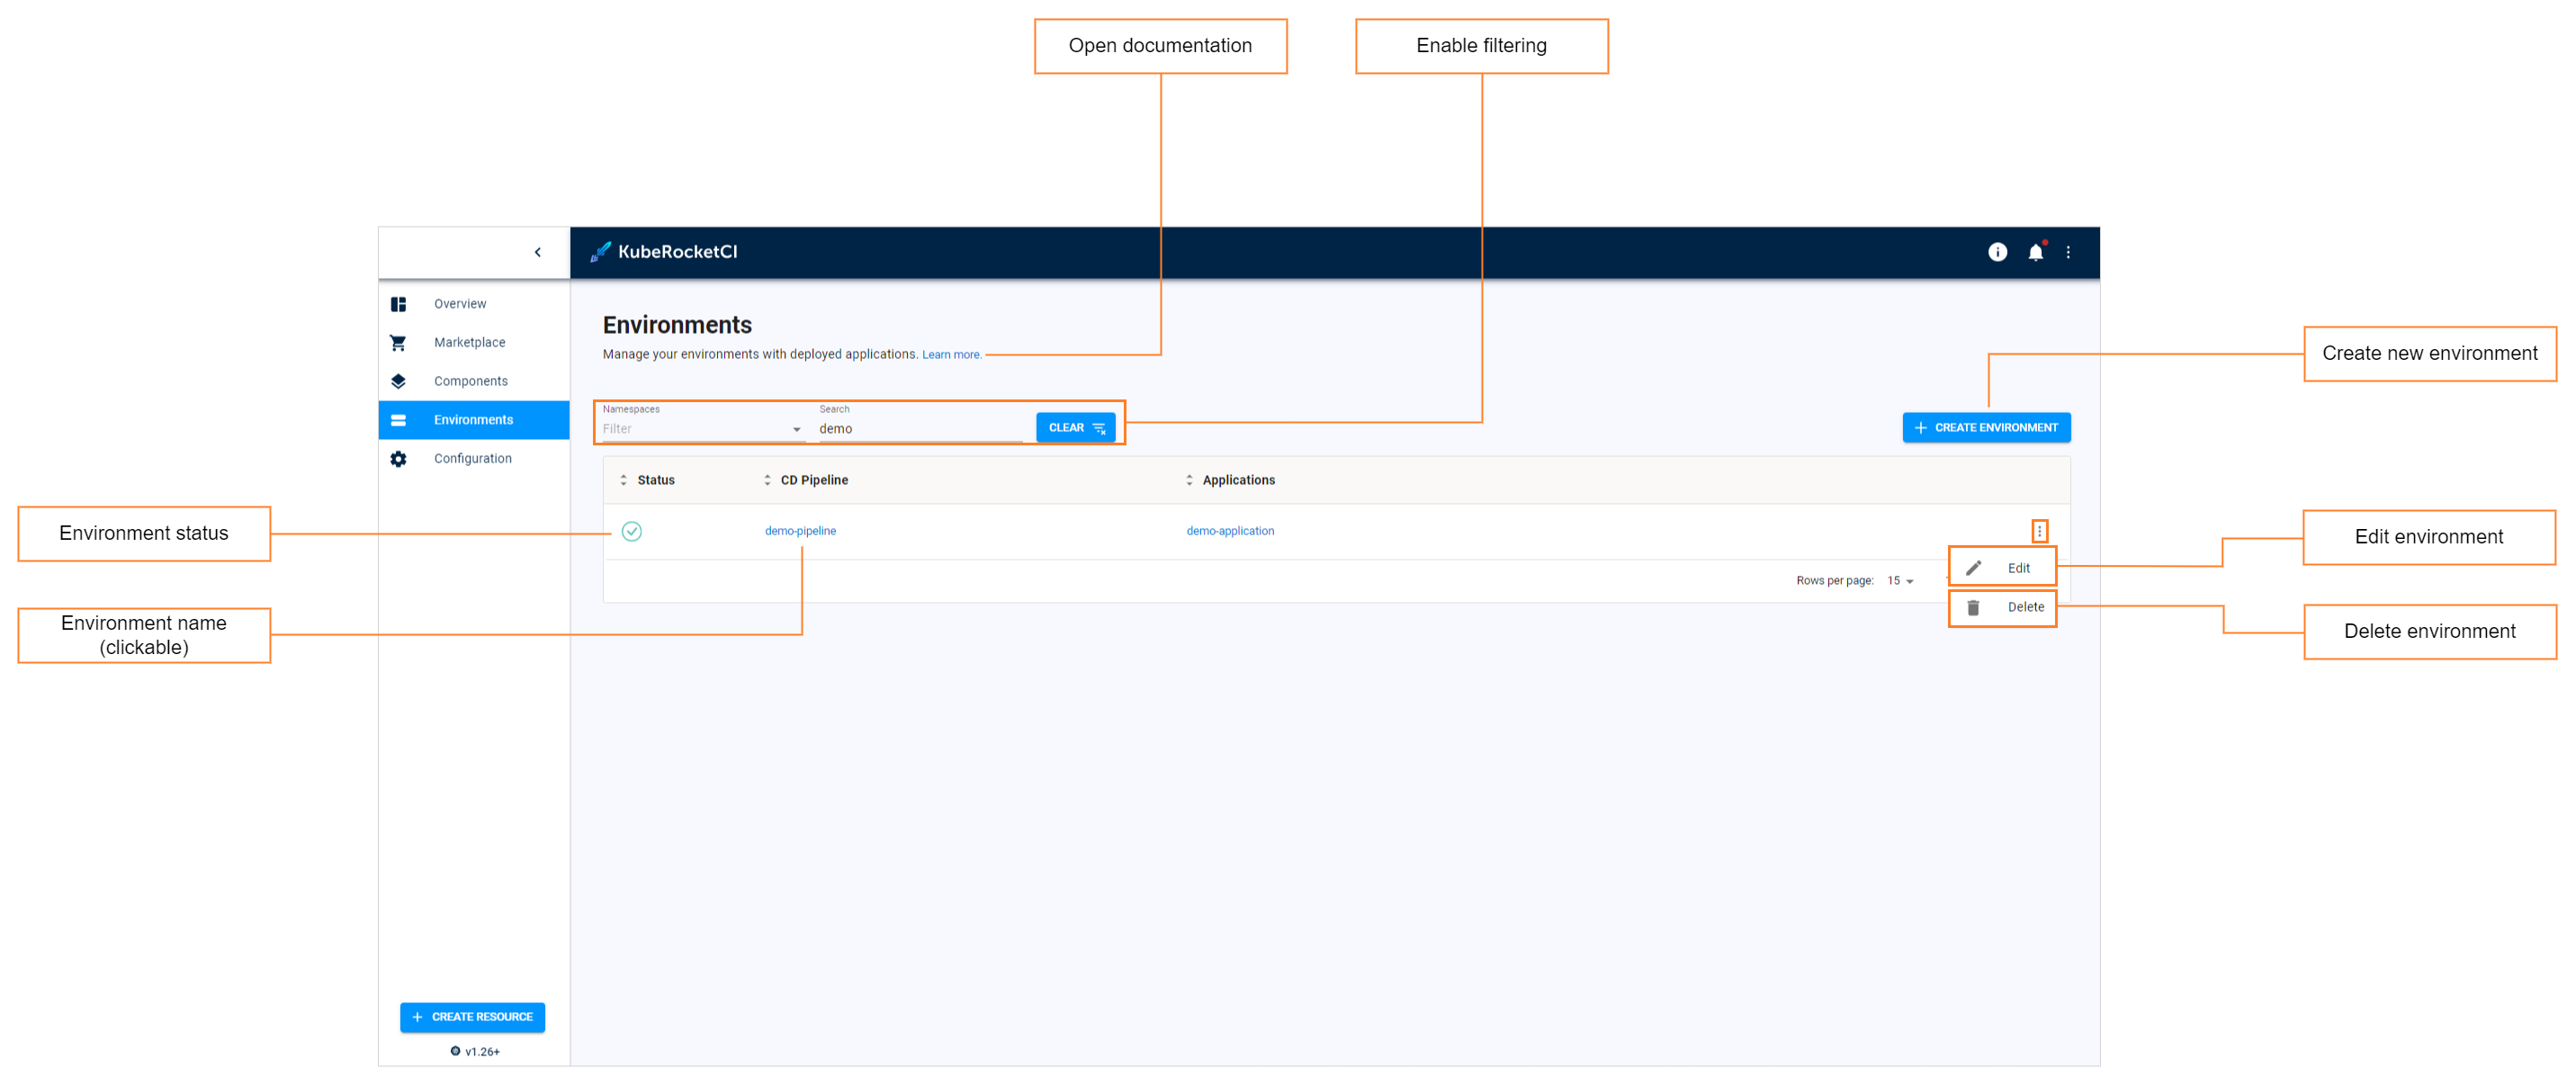 Open documentation
Enable filtering
KubeRocketCI
Overview
Marketplace
Components
Environments
Configuration
Environments
Manage your environments with deployed applications. Learn more.
Create new environment
Namespaces
Filter
Search
demo
CLEAR
CREATE ENVIRONMENT
Status
CD Pipeline
Applications
Environment status
demo-pipeline
demo-application
Edit environment
Rows per page: 15
Edit
Delete
Environment name
(clickable)
Delete environment
CREATE RESOURCE
v1.26+